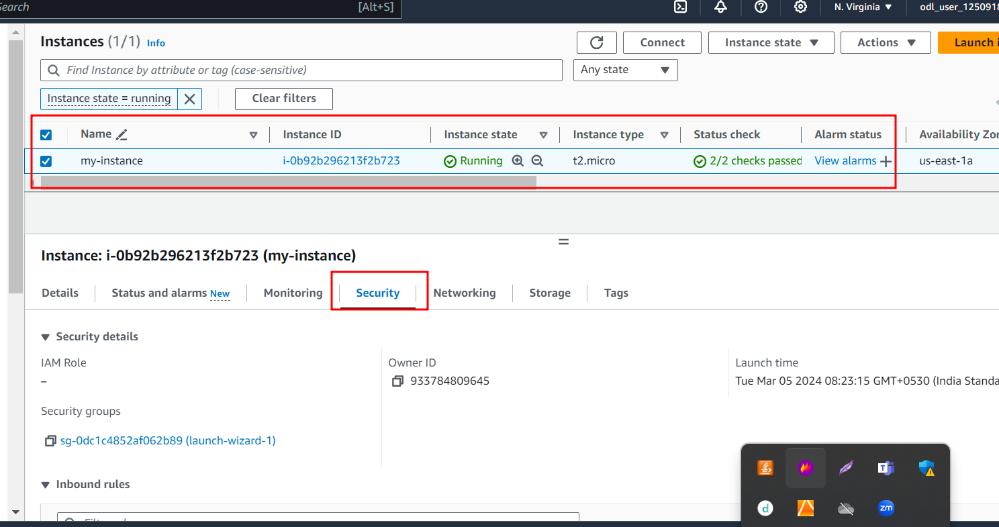 Search [Alt+S] N. Virginia odl_user_125091
Instances (1/1) Info Connect Instance state Actions Launch
Find Instance by attribute or tag (case-sensitive) Any state
Instance state = running Clear filters
Name Instance ID Instance state Instance type Status check Alarm status Availability
my-instance i-0b92b296213f2b723 Running t2.micro 2/2 checks passed View alarms us-east-1a
Instance: i-0b92b296213f2b723 (my-instance)
Details Status and alarms New Monitoring Security Networking Storage Tags
Security details
IAM Role Owner ID Launch time
– 933784809645 Tue Mar 05 2024 08:23:15 GMT+0530 (India Standa
Security groups
sg-0dc1c4852af062b89 (launch-wizard-1)
Inbound rules
T
d zm